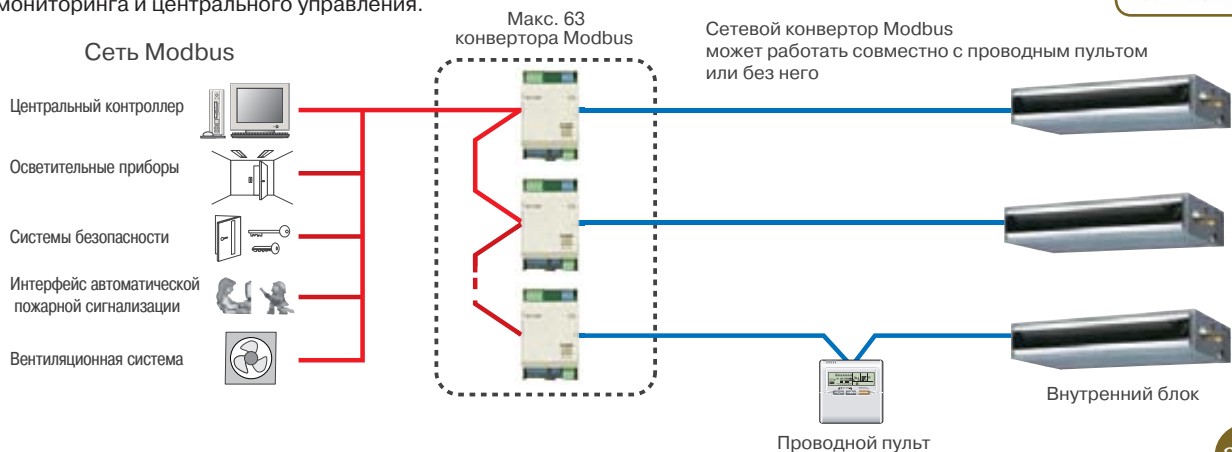 мониторинга и центрального управления.
Сеть Modbus
Центральный контроллер
Осветительные приборы
Системы безопасности
Интерфейс автоматической
пожарной сигнализации
Вентиляционная система
Макс. 63
конвертора Modbus
Сетевой конвертор Modbus
может работать совместно с проводным пультом
или без него
Проводной пульт
Внутренний блок